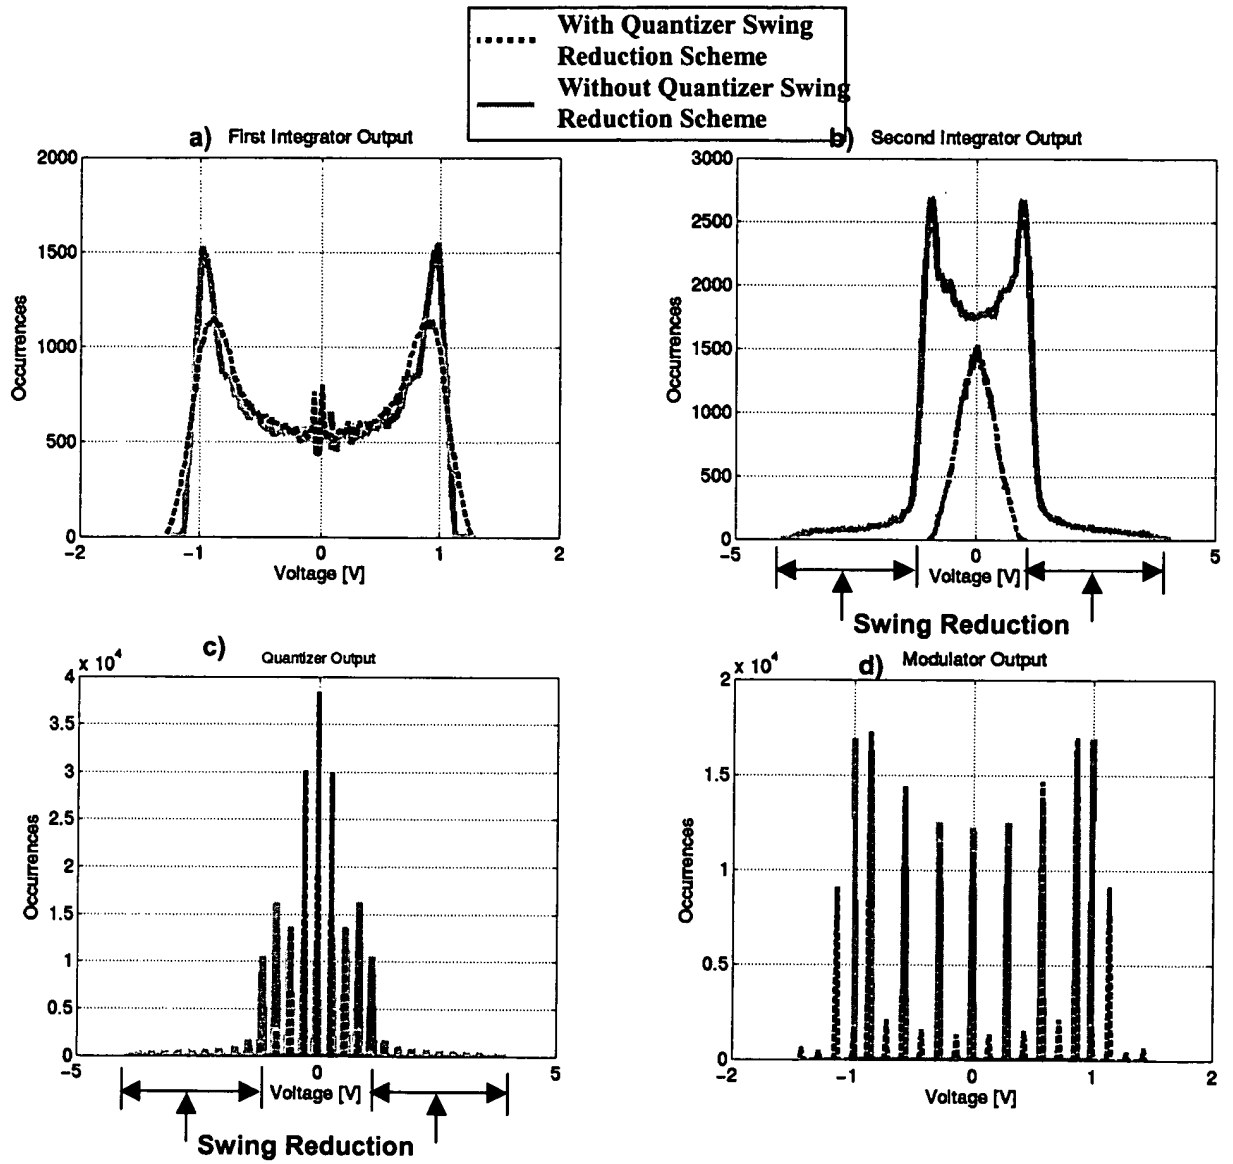 With Quantizer Swing
Reduction Scheme
Without Quantizer Swing
Reduction Scheme
a) First Integrator Output
2000
1500
1000
500
0
Occurrences
−2 −1 0 1 2
Voltage [V]
b) Second Integrator Output
3000
2500
2000
1500
1000
500
0
Occurrences
−5 0 5
Voltage [V]
Swing Reduction
c) Quantizer Output
4 x 10^4
3.5
3
2.5
2
1.5
1
0.5
0
Occurrences
−5 0 5
Voltage [V]
Swing Reduction
d) Modulator Output
2 x 10^4
1.5
1
0.5
0
Occurrences
−2 −1 0 1 2
Voltage [V]